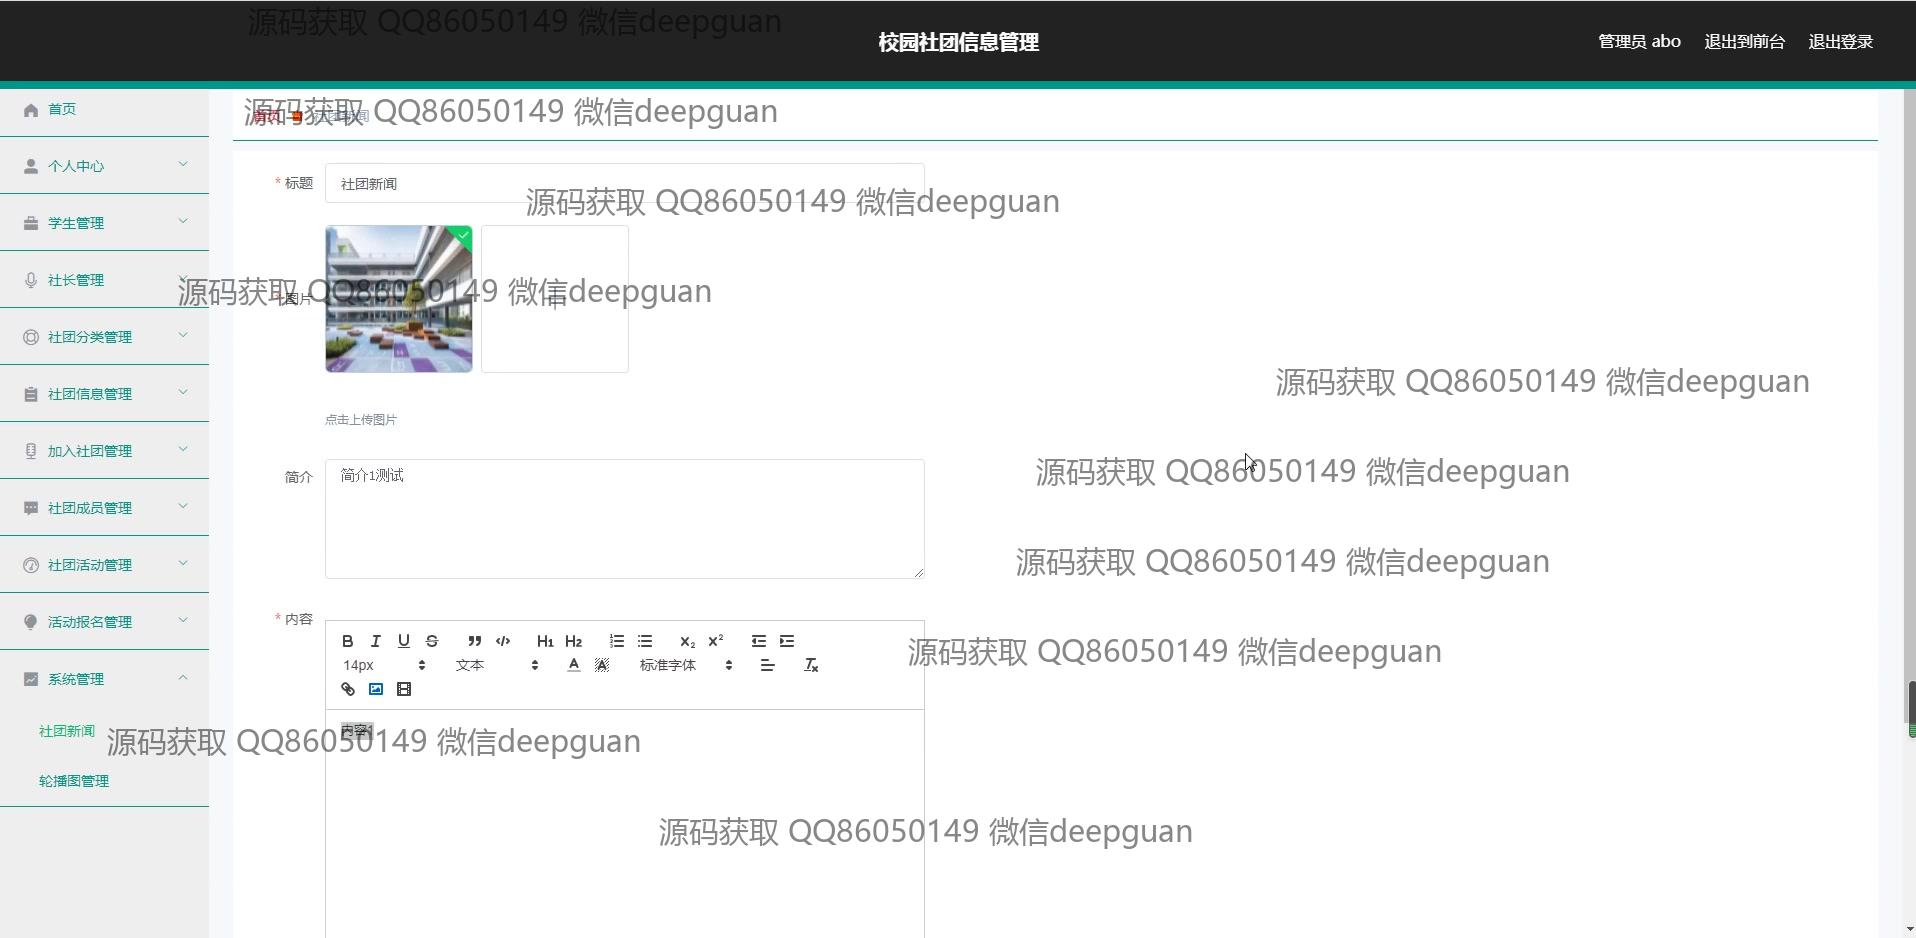 源码获取 QQ86050149 微信deepguan
校园社团信息管理
管理员 abo 退出到前台 退出登录
首页
首页 社团新闻
源码获取 QQ86050149 微信deepguan
个人中心
* 标题 社团新闻
源码获取 QQ86050149 微信deepguan
学生管理
社长管理
* 图片
源码获取 QQ86050149 微信deepguan
社团分类管理
社团信息管理
源码获取 QQ86050149 微信deepguan
点击上传图片
加入社团管理
简介 简介1测试
源码获取 QQ86050149 微信deepguan
社团成员管理
社团活动管理
源码获取 QQ86050149 微信deepguan
活动报名管理
* 内容
B I U S H1 H2 X2 X2
源码获取 QQ86050149 微信deepguan
14px 文本 A A 标准字体 Tx
系统管理
社团新闻
内容1
源码获取 QQ86050149 微信deepguan
轮播图管理
源码获取 QQ86050149 微信deepguan